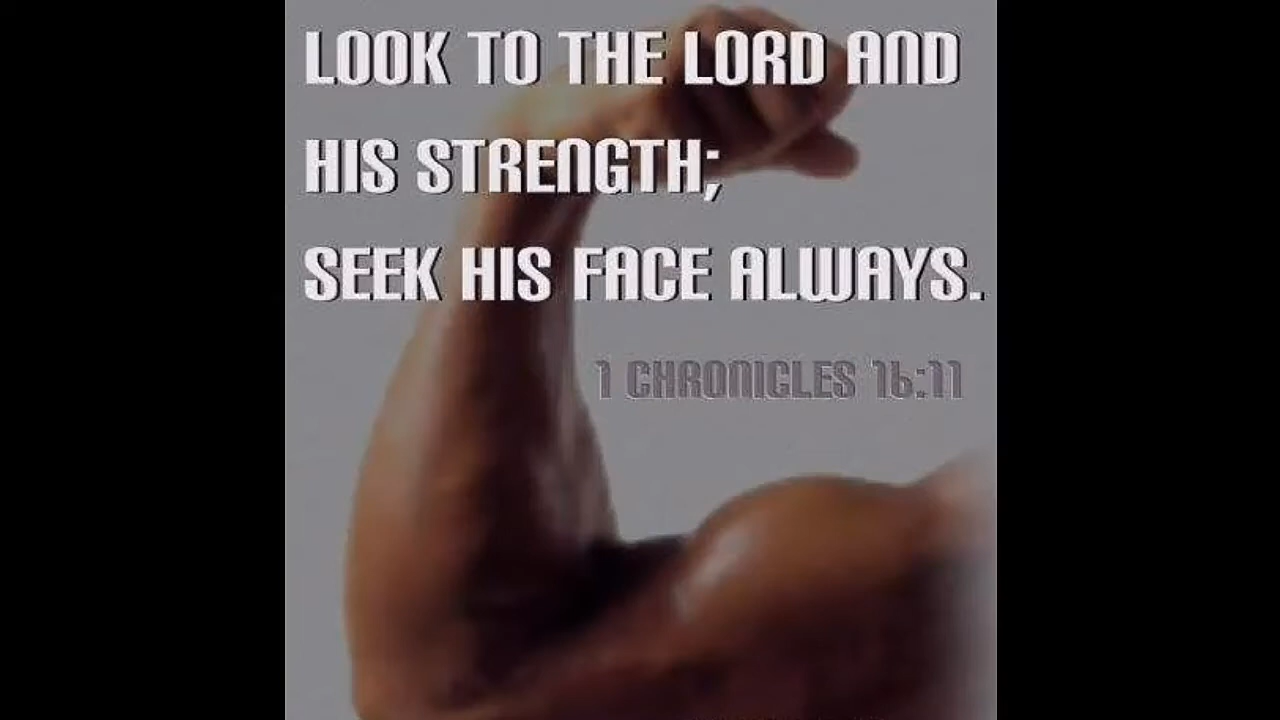 LOOK TO THE LORD AND
HIS STRENGTH;
SEEK HIS FACE ALWAYS.
1 CHRONICLES 16:11